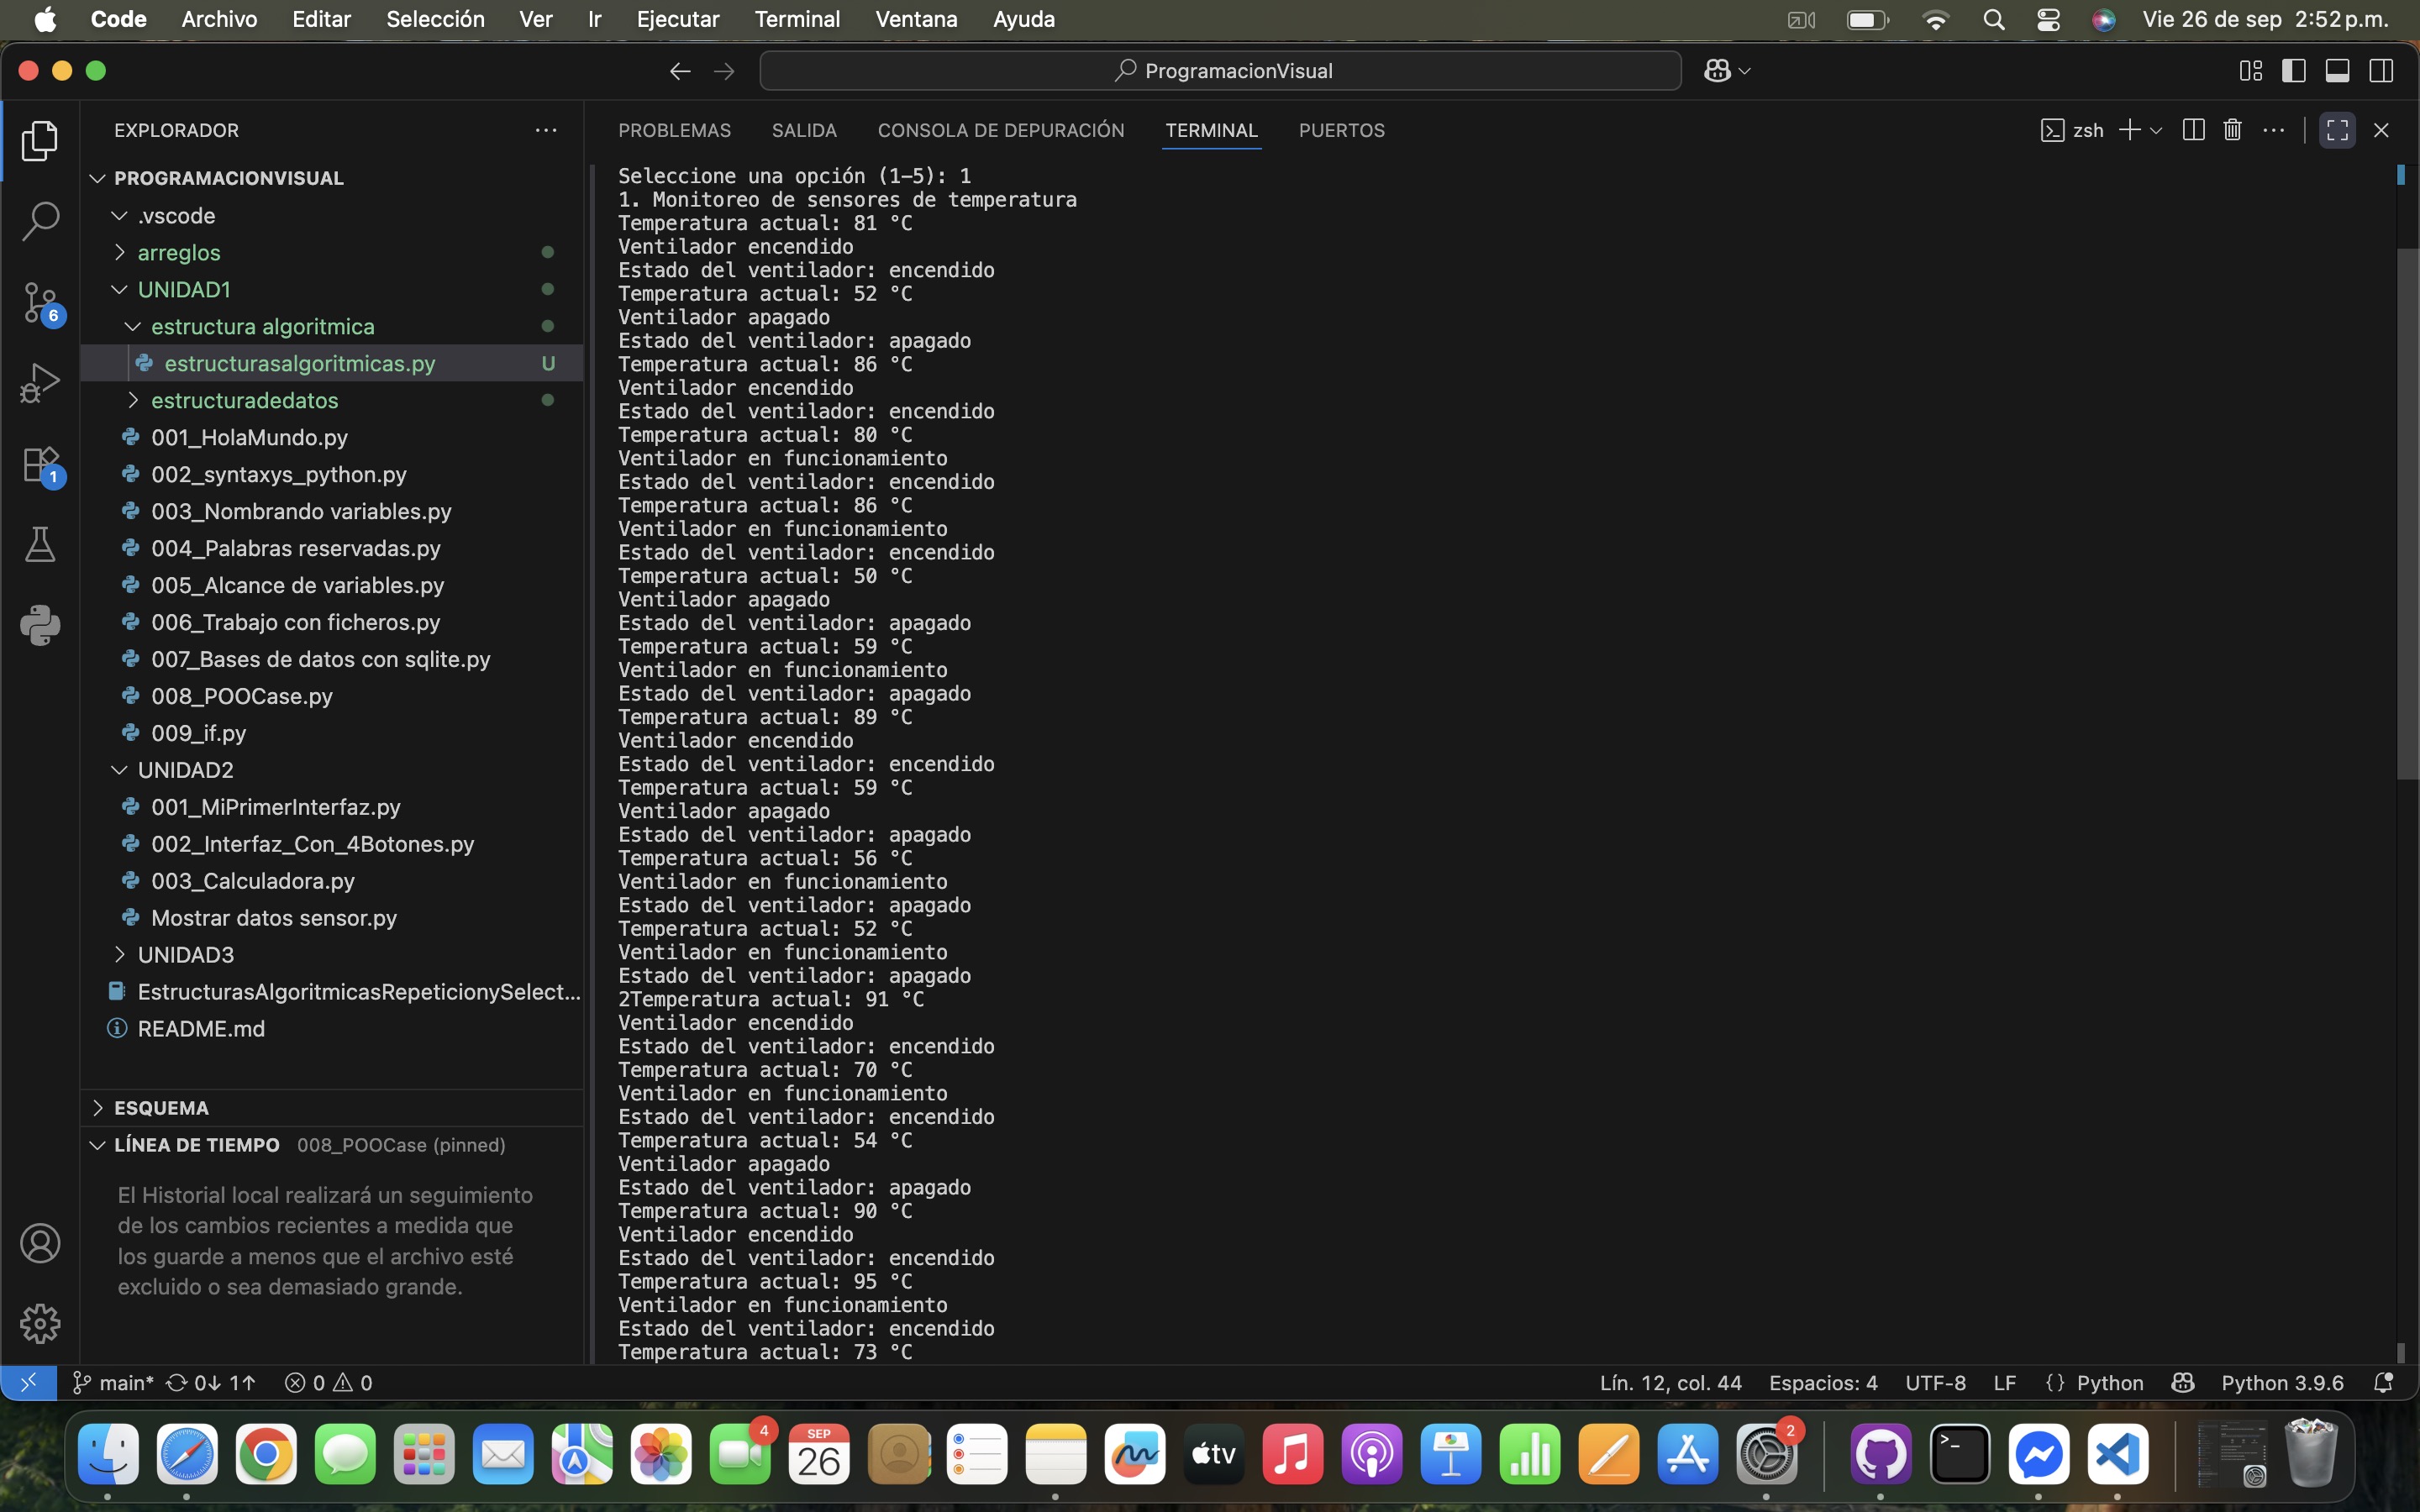 Code Archivo Editar Selección Ver Ir Ejecutar Terminal Ventana Ayuda Vie 26 de sep 2:52 p.m.
ProgramacionVisual
EXPLORADOR
PROGRAMACIONVISUAL
.vscode
arreglos
UNIDAD1
6
estructura algoritmica
estructurasalgoritmicas.py U
estructuradedatos
001_HolaMundo.py
002_syntaxys_python.py
1
003_Nombrando variables.py
004_Palabras reservadas.py
005_Alcance de variables.py
006_Trabajo con ficheros.py
007_Bases de datos con sqlite.py
008_POOCase.py
009_if.py
UNIDAD2
001_MiPrimerInterfaz.py
002_Interfaz_Con_4Botones.py
003_Calculadora.py
Mostrar datos sensor.py
UNIDAD3
EstructurasAlgoritmicasRepeticionySelect...
README.md
ESQUEMA
LÍNEA DE TIEMPO 008_POOCase (pinned)
El Historial local realizará un seguimiento
de los cambios recientes a medida que
los guarde a menos que el archivo esté
excluido o sea demasiado grande.
PROBLEMAS SALIDA CONSOLA DE DEPURACIÓN TERMINAL PUERTOS zsh
Seleccione una opción (1-5): 1
1. Monitoreo de sensores de temperatura
Temperatura actual: 81 °C
Ventilador encendido
Estado del ventilador: encendido
Temperatura actual: 52 °C
Ventilador apagado
Estado del ventilador: apagado
Temperatura actual: 86 °C
Ventilador encendido
Estado del ventilador: encendido
Temperatura actual: 80 °C
Ventilador en funcionamiento
Estado del ventilador: encendido
Temperatura actual: 86 °C
Ventilador en funcionamiento
Estado del ventilador: encendido
Temperatura actual: 50 °C
Ventilador apagado
Estado del ventilador: apagado
Temperatura actual: 59 °C
Ventilador en funcionamiento
Estado del ventilador: apagado
Temperatura actual: 89 °C
Ventilador encendido
Estado del ventilador: encendido
Temperatura actual: 59 °C
Ventilador apagado
Estado del ventilador: apagado
Temperatura actual: 56 °C
Ventilador en funcionamiento
Estado del ventilador: apagado
Temperatura actual: 52 °C
Ventilador en funcionamiento
Estado del ventilador: apagado
2Temperatura actual: 91 °C
Ventilador encendido
Estado del ventilador: encendido
Temperatura actual: 70 °C
Ventilador en funcionamiento
Estado del ventilador: encendido
Temperatura actual: 54 °C
Ventilador apagado
Estado del ventilador: apagado
Temperatura actual: 90 °C
Ventilador encendido
Estado del ventilador: encendido
Temperatura actual: 95 °C
Ventilador en funcionamiento
Estado del ventilador: encendido
Temperatura actual: 73 °C
main* 0↓ 1↑ 0 0 Lín. 12, col. 44 Espacios: 4 UTF-8 LF {} Python Python 3.9.6
4
SEP
26
tv
2